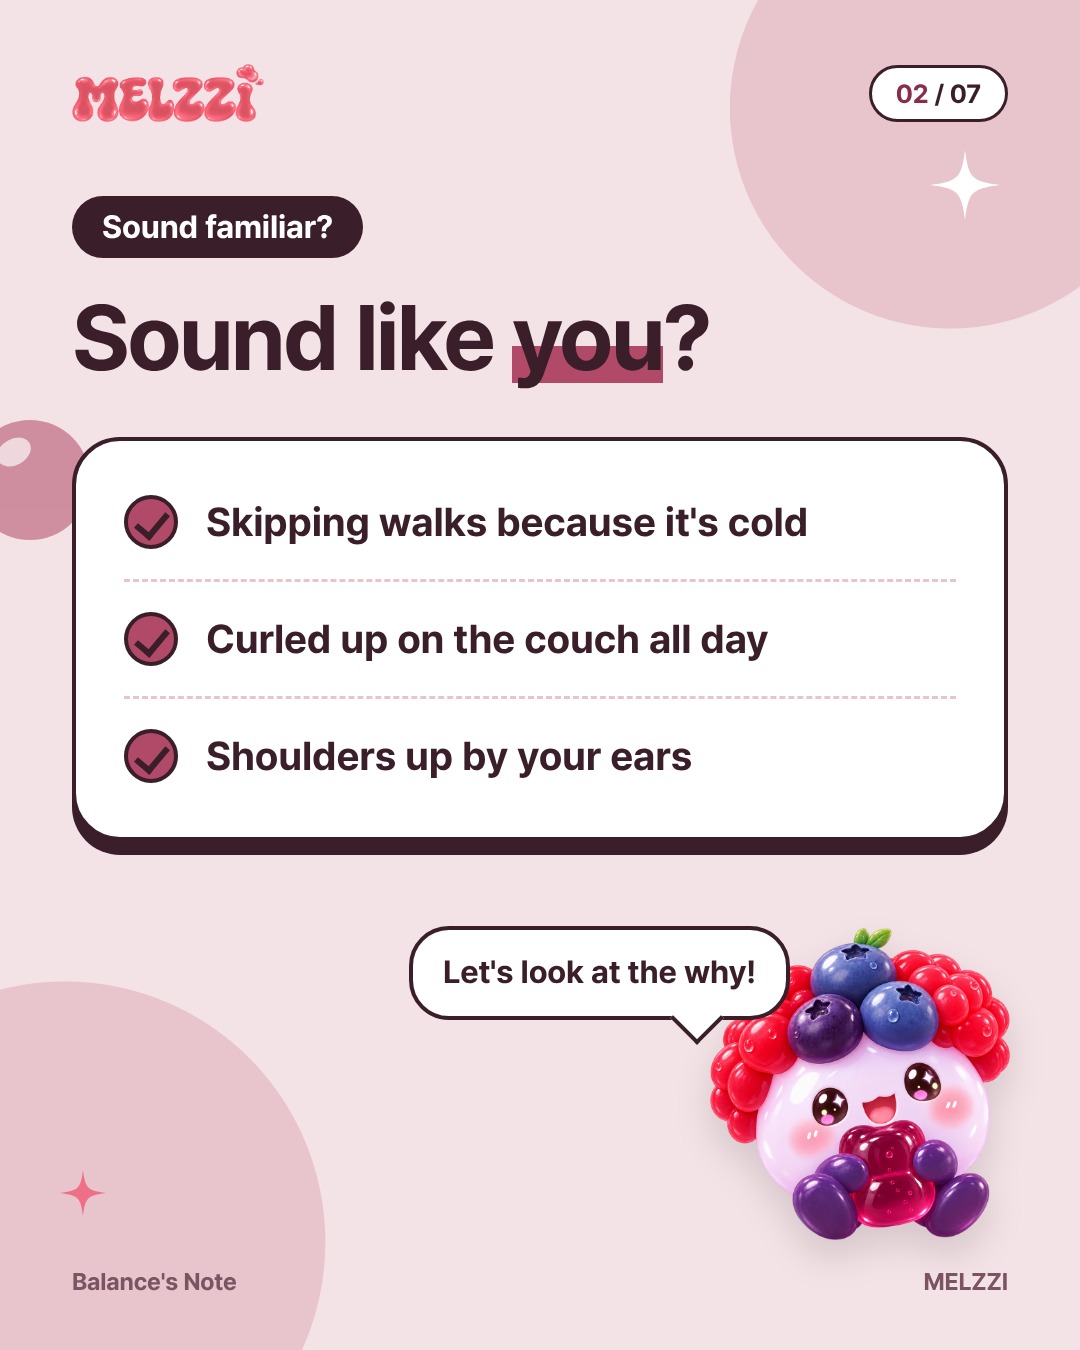 MELZZI
02 / 07
Sound familiar?
Sound like you?
Skipping walks because it's cold
Curled up on the couch all day
Shoulders up by your ears
Let's look at the why!
Balance's Note
MELZZI